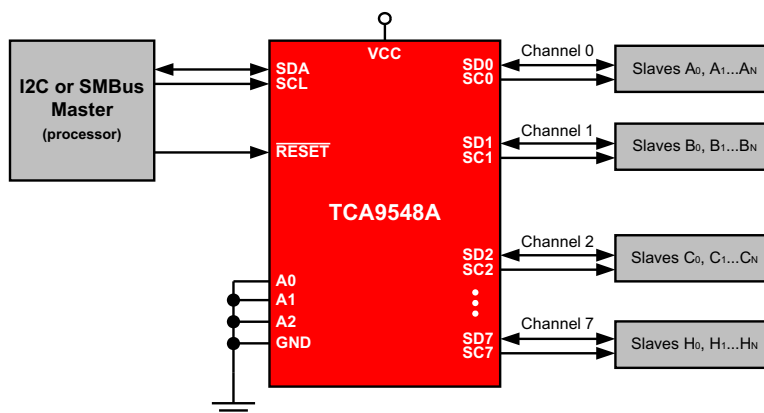 VCC
I2C or SMBus
Master
(processor)
SDA
SCL
RESET
TCA9548A
A0
A1
A2
GND
SD0
SC0
Channel 0
Slaves A0, A1...AN
SD1
SC1
Channel 1
Slaves B0, B1...BN
SD2
SC2
Channel 2
Slaves C0, C1...CN
SD7
SC7
Channel 7
Slaves H0, H1...HN